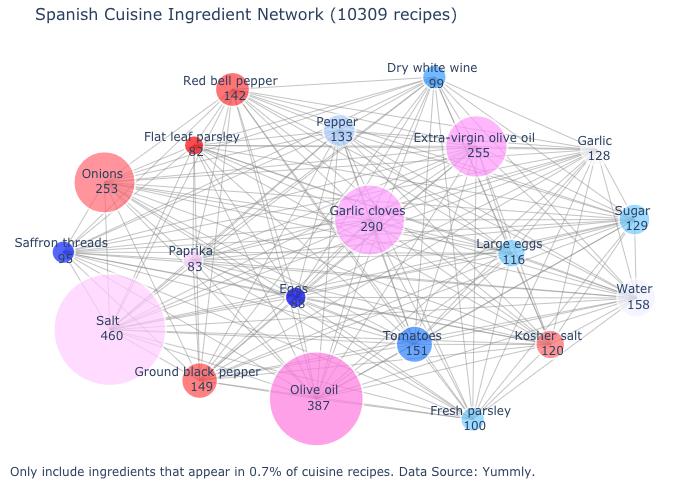 Spanish Cuisine Ingredient Network (10309 recipes)
Dry white wine
99
Red bell pepper
142
Pepper
133
Flat leaf parsley
82
Extra-virgin olive oil
255
Garlic
128
Onions
253
Garlic cloves
290
Sugar
129
Saffron threads
95
Paprika
83
Large eggs
116
Eggs
88
Water
158
Salt
460
Tomatoes
151
Kosher salt
120
Ground black pepper
149
Olive oil
387
Fresh parsley
100
Only include ingredients that appear in 0.7% of cuisine recipes. Data Source: Yummly.